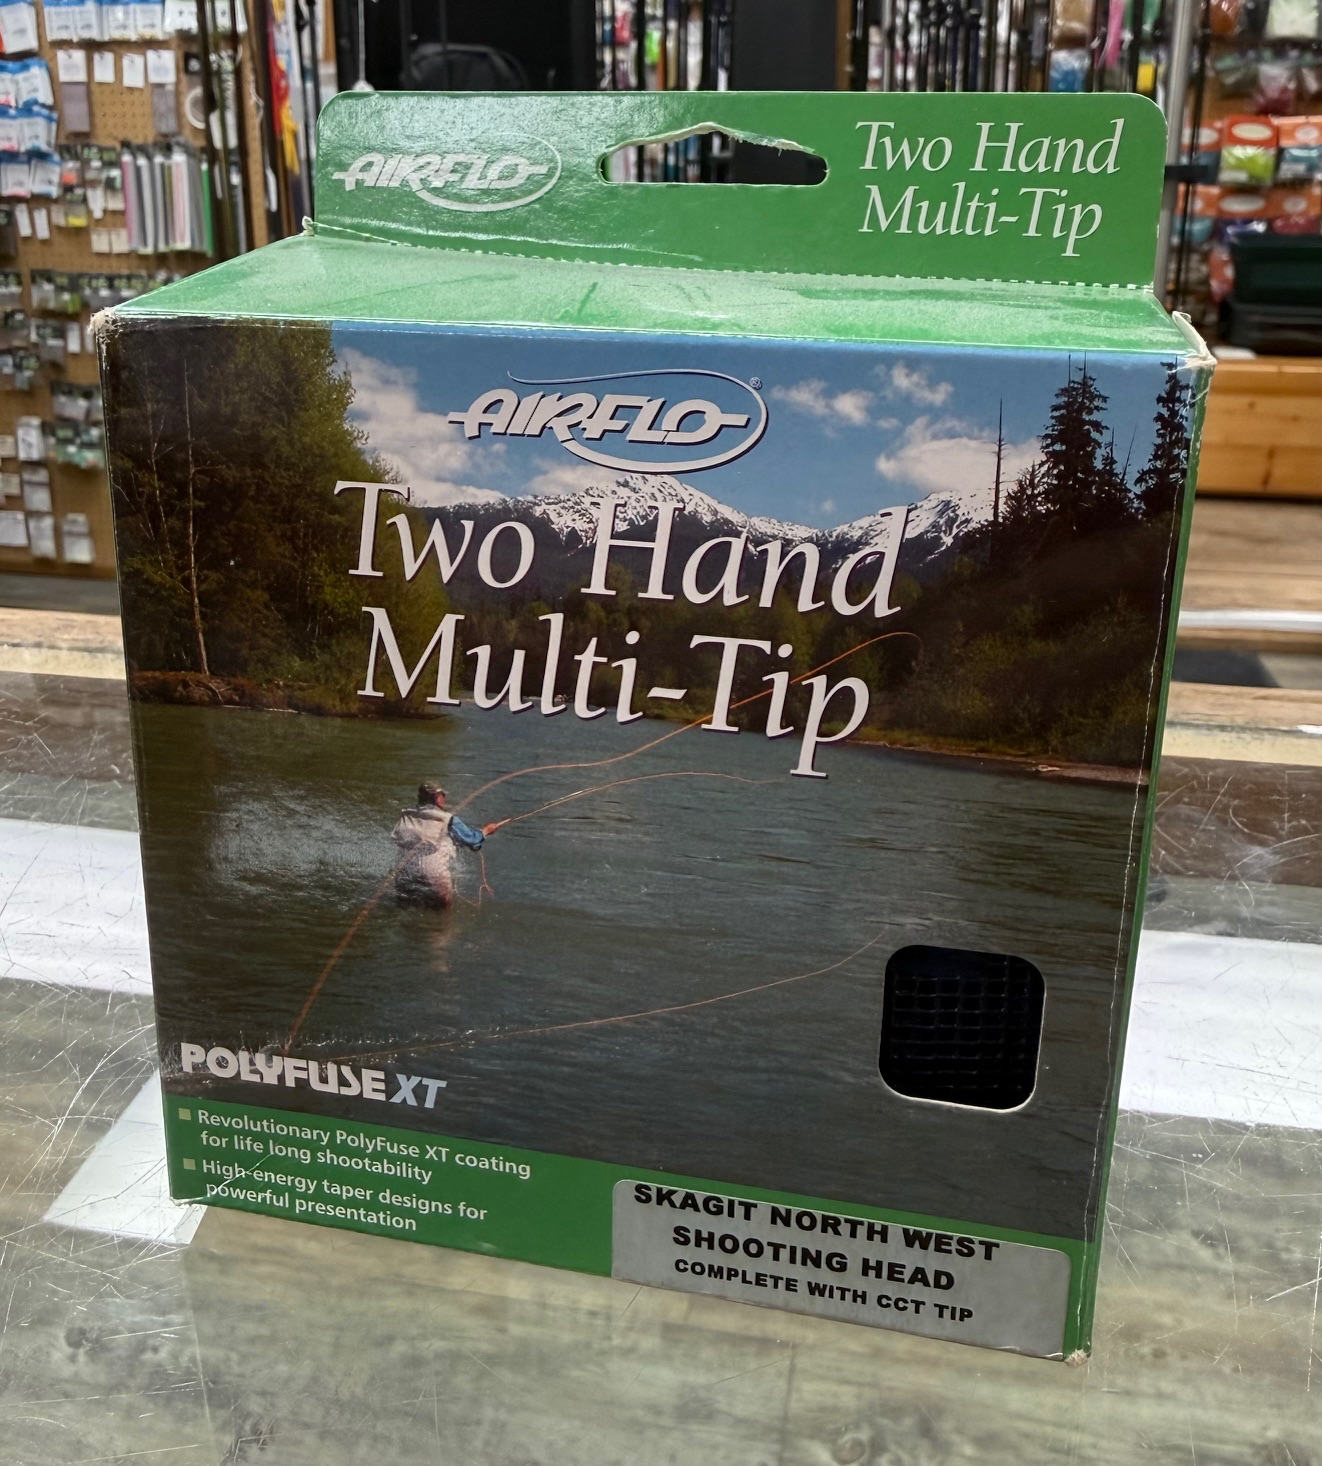 AIRFLO
Two Hand
Multi-Tip
AIRFLO®
Two Hand
Multi-Tip
POLYFUSE XT
Revolutionary PolyFuse XT coating
for life long shootability
High-energy taper designs for
powerful presentation
SKAGIT NORTH WEST
SHOOTING HEAD
COMPLETE WITH CCT TIP